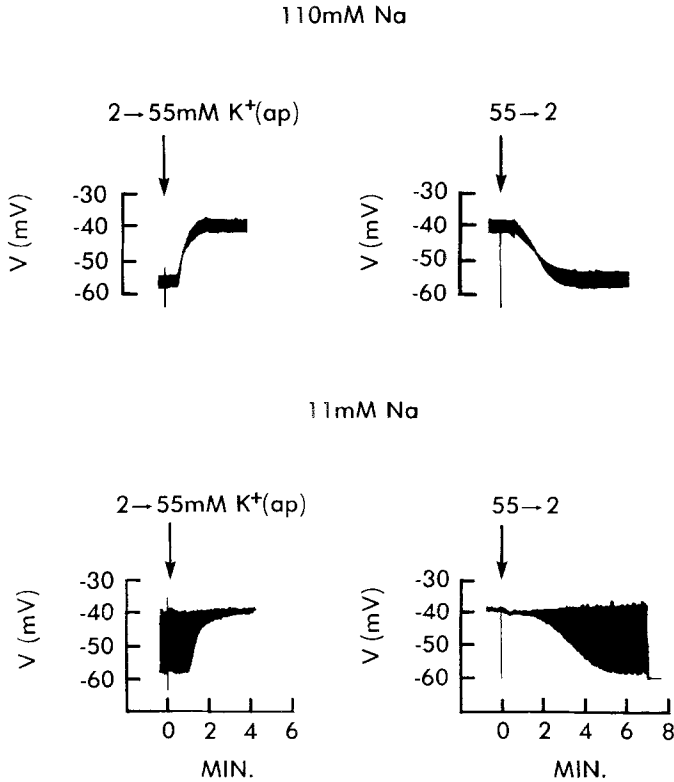 110mM Na
2→55mM K⁺(ap)
55→2
V (mV)
-30
-40
-50
-60
V (mV)
-30
-40
-50
-60
11mM Na
2→55mM K⁺(ap)
55→2
V (mV)
-30
-40
-50
-60
0 2 4 6
MIN.
V (mV)
-30
-40
-50
-60
0 2 4 6 8
MIN.